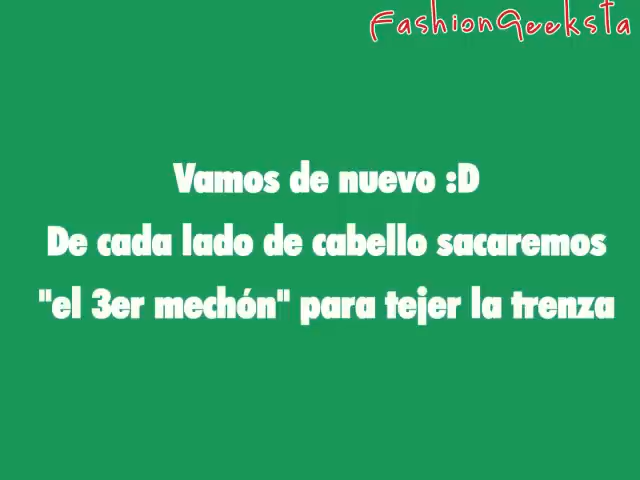 FashionGeeksta
Vamos de nuevo :D
De cada lado de cabello sacaremos
"el 3er mechón" para tejer la trenza